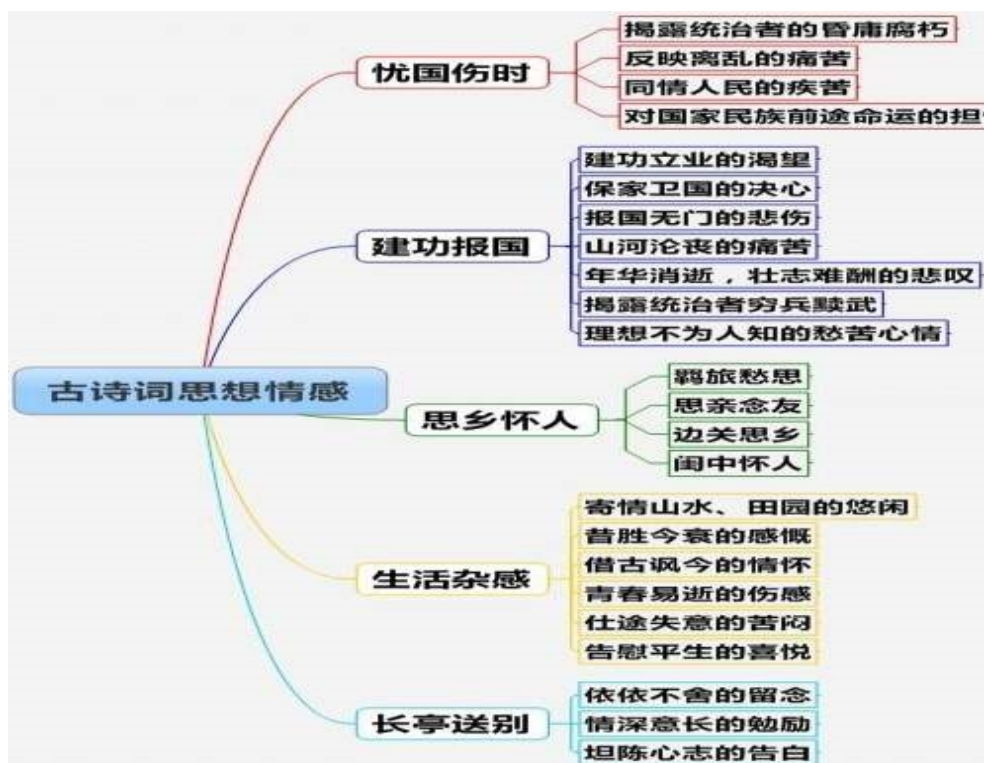 忧国伤时
揭露统治者的昏庸腐朽
反映离乱的痛苦
同情人民的疾苦
对国家民族前途命运的担
建功报国
建功立业的渴望
保家卫国的决心
报国无门的悲伤
山河沦丧的痛苦
年华消逝，壮志难酬的悲叹
揭露统治者穷兵黩武
理想不为人知的愁苦心情
古诗词思想情感
思乡怀人
羁旅愁思
思亲念友
边关思乡
闺中怀人
生活杂感
寄情山水、田园的悠闲
昔胜今衰的感慨
借古讽今的情怀
青春易逝的伤感
仕途失意的苦闷
告慰平生的喜悦
长亭送别
依依不舍的留念
情深意长的勉励
坦陈心志的告白